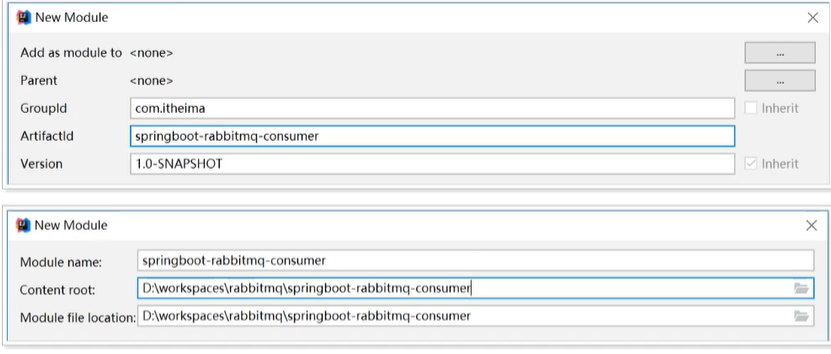 New Module
Add as module to <none>
...
Parent <none>
...
GroupId com.itheima Inherit
ArtifactId springboot-rabbitmq-consumer
Version 1.0-SNAPSHOT Inherit
New Module
Module name: springboot-rabbitmq-consumer
Content root: D:\workspaces\rabbitmq\springboot-rabbitmq-consumer
Module file location: D:\workspaces\rabbitmq\springboot-rabbitmq-consumer